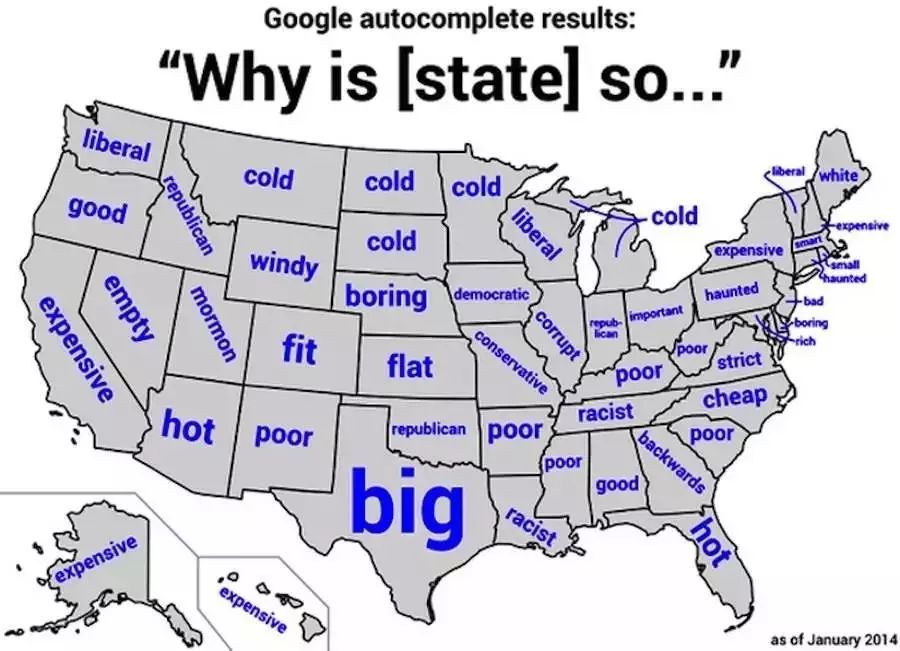 Google autocomplete results:
“Why is [state] so...”
liberal
cold
cold
cold
liberal
white
good
republican
cold
liberal
cold
expensive
windy
expensive
smart
small
haunted
expensive
empty
mormon
boring
democratic
corrupt
repub-
lican
important
haunted
bad
boring
rich
fit
flat
conservative
poor
poor
strict
hot
poor
republican
poor
racist
cheap
big
racist
poor
good
backwards
poor
hot
expensive
expensive
as of January 2014